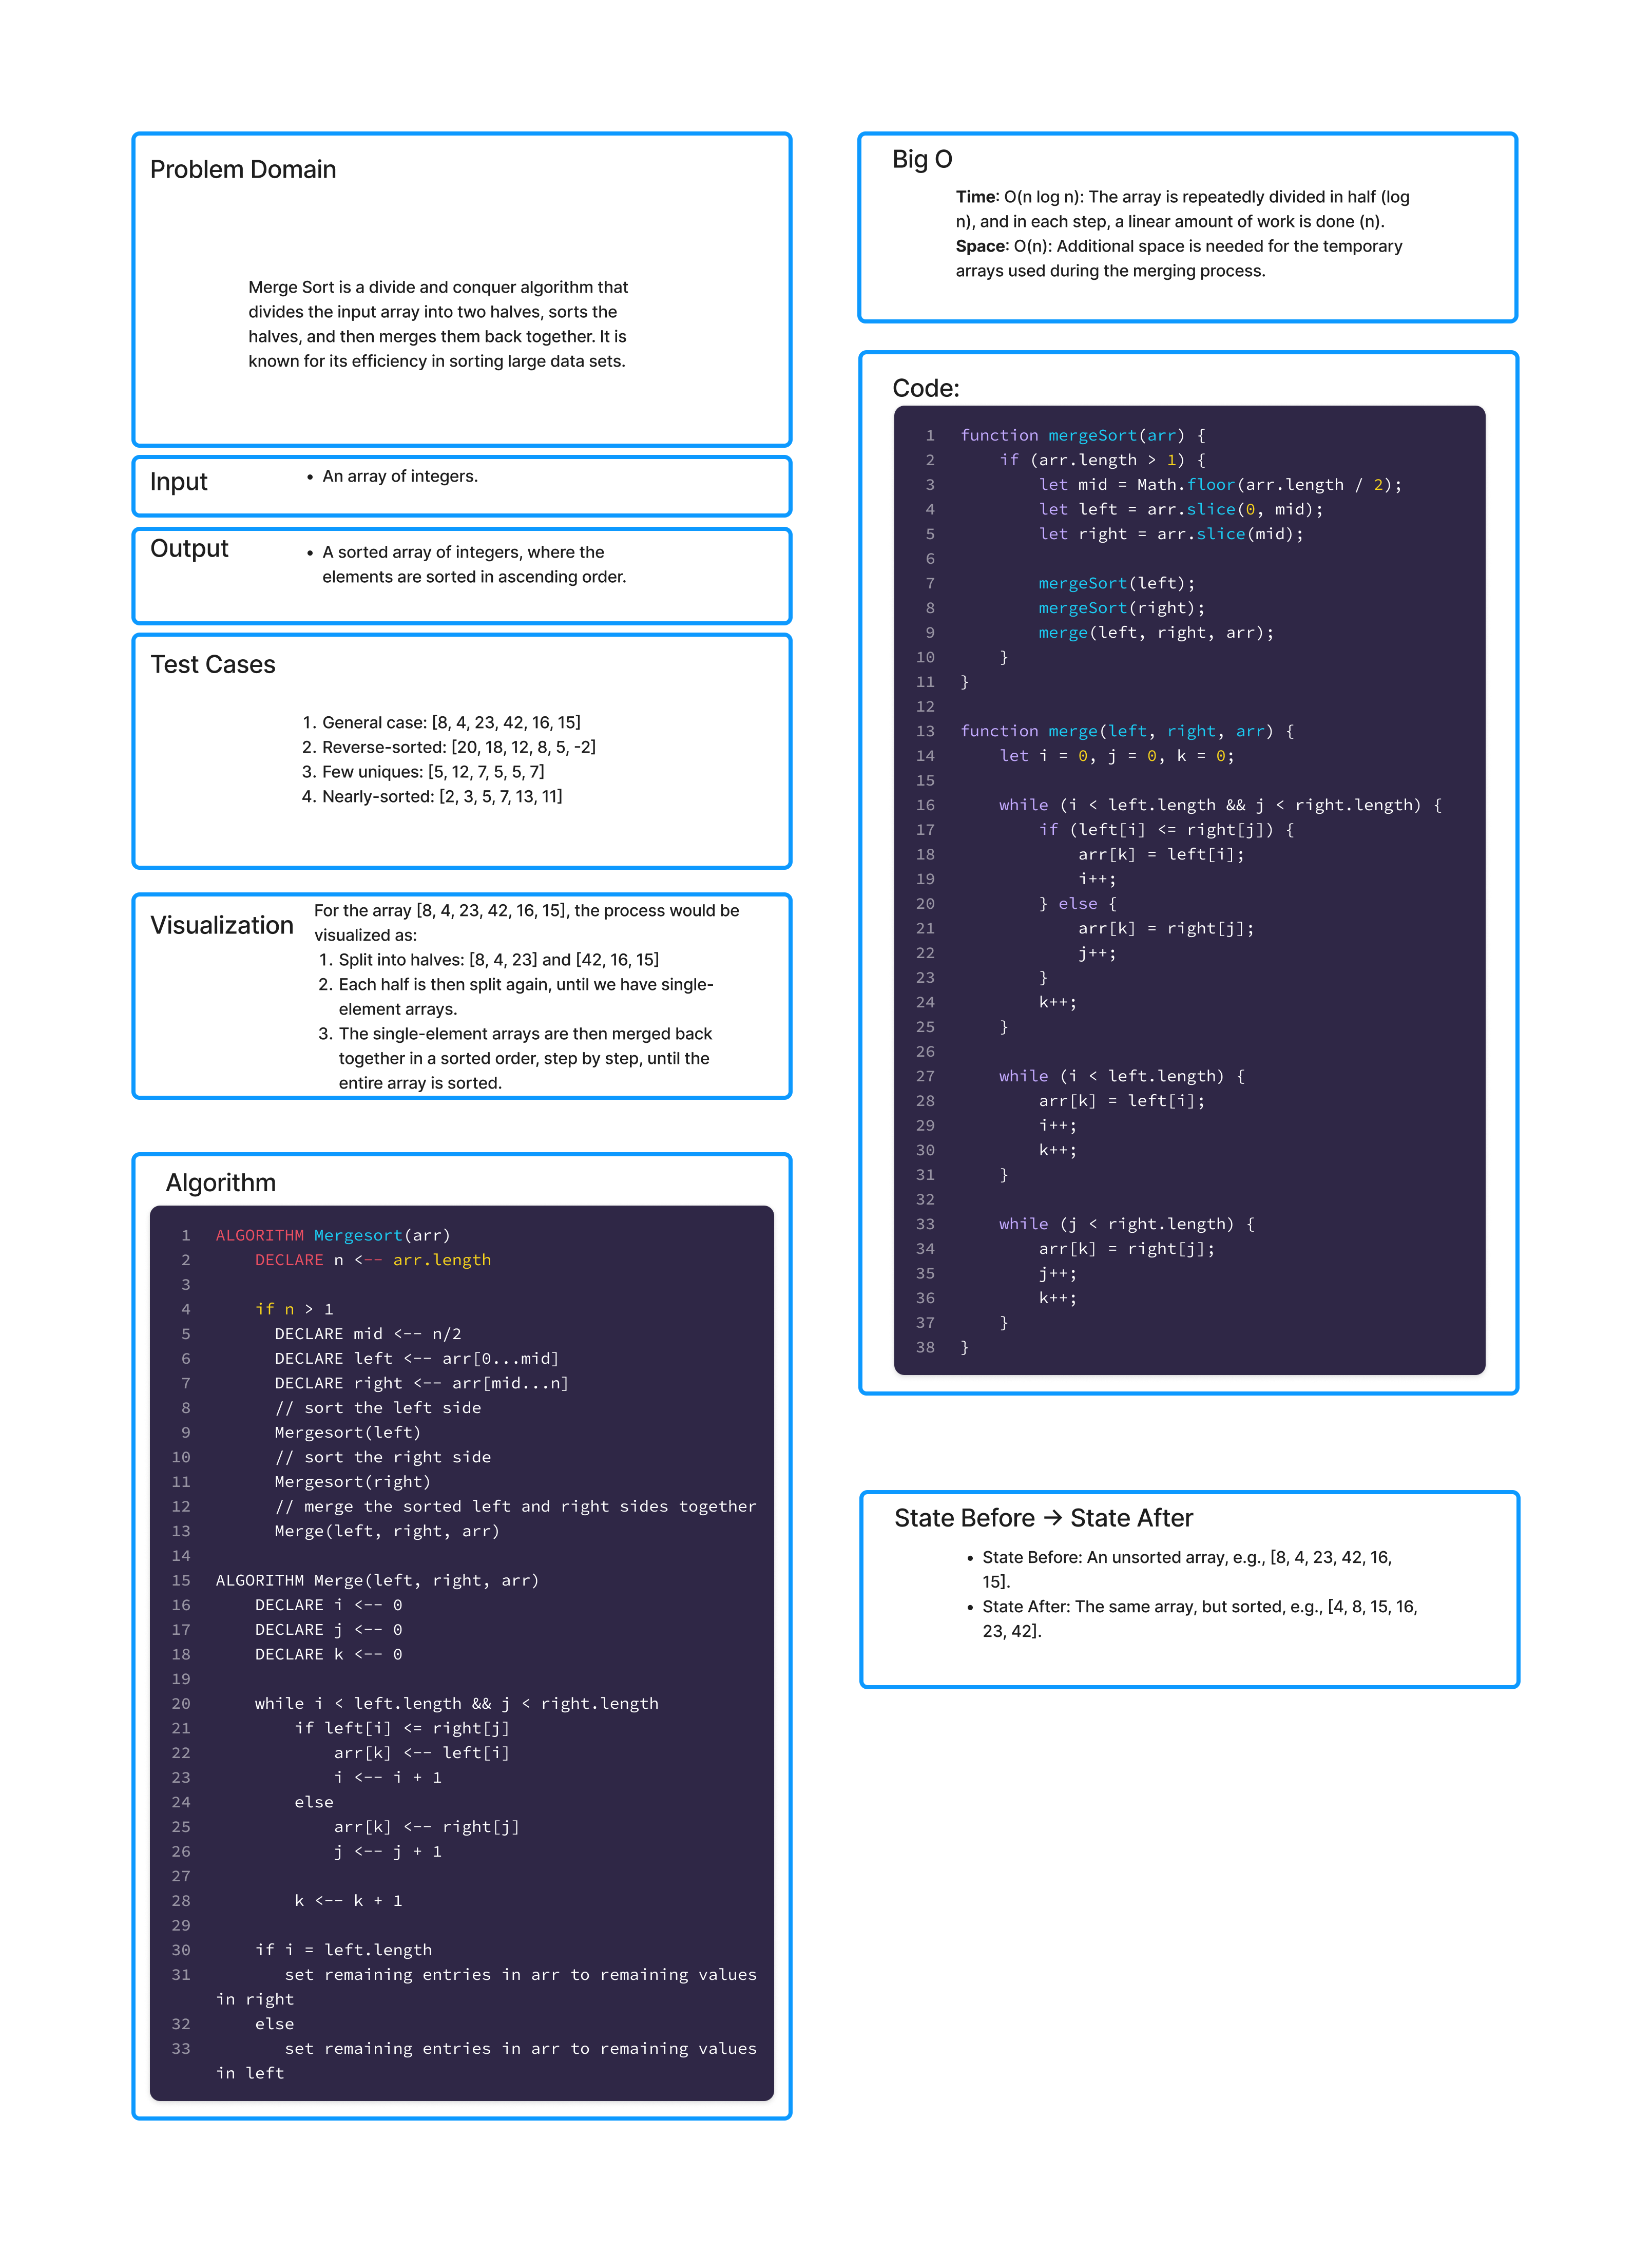 Problem Domain
Merge Sort is a divide and conquer algorithm that
divides the input array into two halves, sorts the
halves, and then merges them back together. It is
known for its efficiency in sorting large data sets.
Input
• An array of integers.
Output
• A sorted array of integers, where the
elements are sorted in ascending order.
Test Cases
1. General case: [8, 4, 23, 42, 16, 15]
2. Reverse-sorted: [20, 18, 12, 8, 5, -2]
3. Few uniques: [5, 12, 7, 5, 5, 7]
4. Nearly-sorted: [2, 3, 5, 7, 13, 11]
Visualization
For the array [8, 4, 23, 42, 16, 15], the process would be
visualized as:
1. Split into halves: [8, 4, 23] and [42, 16, 15]
2. Each half is then split again, until we have single-
element arrays.
3. The single-element arrays are then merged back
together in a sorted order, step by step, until the
entire array is sorted.
Algorithm
1 ALGORITHM Mergesort(arr)
2     DECLARE n <-- arr.length
3
4     if n > 1
5       DECLARE mid <-- n/2
6       DECLARE left <-- arr[0...mid]
7       DECLARE right <-- arr[mid...n]
8       // sort the left side
9       Mergesort(left)
10       // sort the right side
11       Mergesort(right)
12       // merge the sorted left and right sides together
13       Merge(left, right, arr)
14
15 ALGORITHM Merge(left, right, arr)
16     DECLARE i <-- 0
17     DECLARE j <-- 0
18     DECLARE k <-- 0
19
20     while i < left.length && j < right.length
21         if left[i] <= right[j]
22             arr[k] <-- left[i]
23             i <-- i + 1
24         else
25             arr[k] <-- right[j]
26             j <-- j + 1
27
28         k <-- k + 1
29
30     if i = left.length
31        set remaining entries in arr to remaining values
in right
32     else
33        set remaining entries in arr to remaining values
in left
Big O
Time: O(n log n): The array is repeatedly divided in half (log
n), and in each step, a linear amount of work is done (n).
Space: O(n): Additional space is needed for the temporary
arrays used during the merging process.
Code:
1 function mergeSort(arr) {
2     if (arr.length > 1) {
3         let mid = Math.floor(arr.length / 2);
4         let left = arr.slice(0, mid);
5         let right = arr.slice(mid);
6
7         mergeSort(left);
8         mergeSort(right);
9         merge(left, right, arr);
10     }
11 }
12
13 function merge(left, right, arr) {
14     let i = 0, j = 0, k = 0;
15
16     while (i < left.length && j < right.length) {
17         if (left[i] <= right[j]) {
18             arr[k] = left[i];
19             i++;
20         } else {
21             arr[k] = right[j];
22             j++;
23         }
24         k++;
25     }
26
27     while (i < left.length) {
28         arr[k] = left[i];
29         i++;
30         k++;
31     }
32
33     while (j < right.length) {
34         arr[k] = right[j];
35         j++;
36         k++;
37     }
38 }
State Before → State After
• State Before: An unsorted array, e.g., [8, 4, 23, 42, 16,
15].
• State After: The same array, but sorted, e.g., [4, 8, 15, 16,
23, 42].